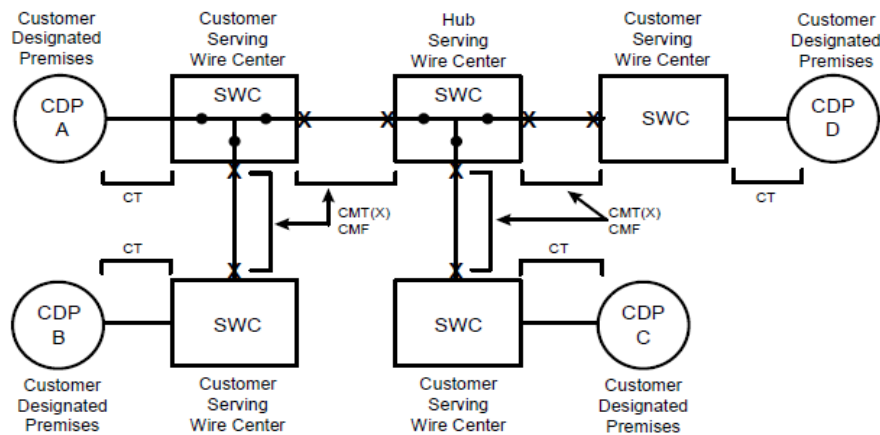 Customer
Designated
Premises
Customer
Serving
Wire Center
Hub
Serving
Wire Center
Customer
Serving
Wire Center
Customer
Designated
Premises
CDP
A
SWC
X
X
SWC
X
X
SWC
CDP
D
X
X
CT
CMT(X)
CMF
CMT(X)
CMF
CT
CT
CT
X
X
CDP
B
SWC
SWC
CDP
C
Customer
Designated
Premises
Customer
Serving
Wire Center
Customer
Serving
Wire Center
Customer
Designated
Premises